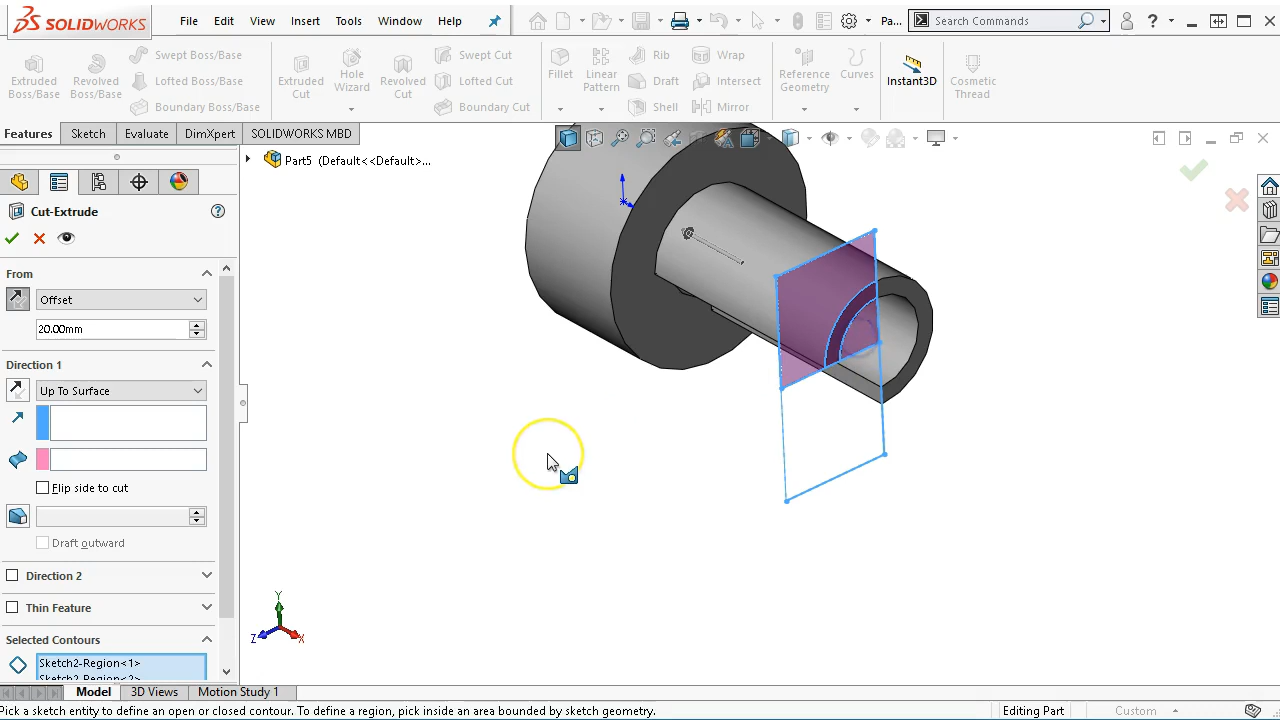 SOLIDWORKS File Edit View Insert Tools Window Help Pa... Search Commands ?
Extruded Boss/Base
Revolved Boss/Base
Swept Boss/Base
Lofted Boss/Base
Boundary Boss/Base
Extruded Cut
Hole Wizard
Revolved Cut
Swept Cut
Lofted Cut
Boundary Cut
Fillet
Linear Pattern
Rib
Draft
Shell
Wrap
Intersect
Mirror
Reference Geometry
Curves
Instant3D
Cosmetic Thread
Features Sketch Evaluate DimXpert SOLIDWORKS MBD
Part5 (Default<<Default>...
Cut-Extrude ?
From
Offset
20.00mm
Direction 1
Up To Surface
Flip side to cut
Draft outward
Direction 2
Thin Feature
Selected Contours
Sketch2-Region<1>
Sketch2-Region<2>
Y
Z X
Model 3D Views Motion Study 1
Pick a sketch entity to define an open or closed contour. To define a region, pick inside an area bounded by sketch geometry. Editing Part Custom